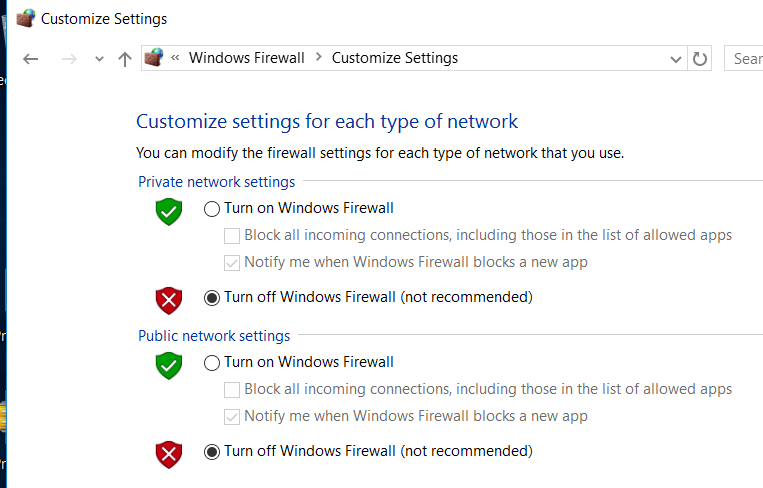 Customize Settings
« Windows Firewall > Customize Settings
Customize settings for each type of network
You can modify the firewall settings for each type of network that you use.
Private network settings
Turn on Windows Firewall
Block all incoming connections, including those in the list of allowed apps
Notify me when Windows Firewall blocks a new app
Turn off Windows Firewall (not recommended)
Public network settings
Turn on Windows Firewall
Block all incoming connections, including those in the list of allowed apps
Notify me when Windows Firewall blocks a new app
Turn off Windows Firewall (not recommended)